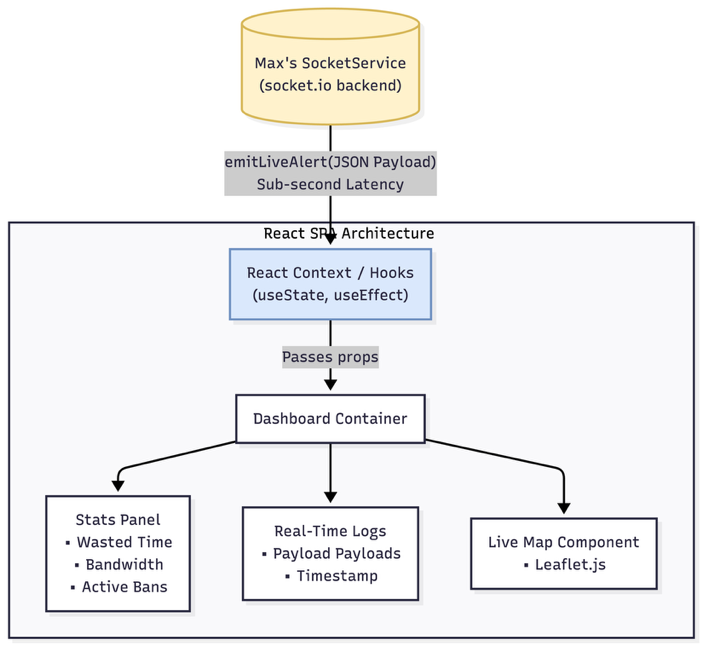 Max's SocketService
(socket.io backend)
emitLiveAlert(JSON Payload)
Sub-second Latency
React SPA Architecture
React Context / Hooks
(useState, useEffect)
Passes props
Dashboard Container
Stats Panel
▪ Wasted Time
▪ Bandwidth
▪ Active Bans
Real-Time Logs
▪ Payload Payloads
▪ Timestamp
Live Map Component
▪ Leaflet.js